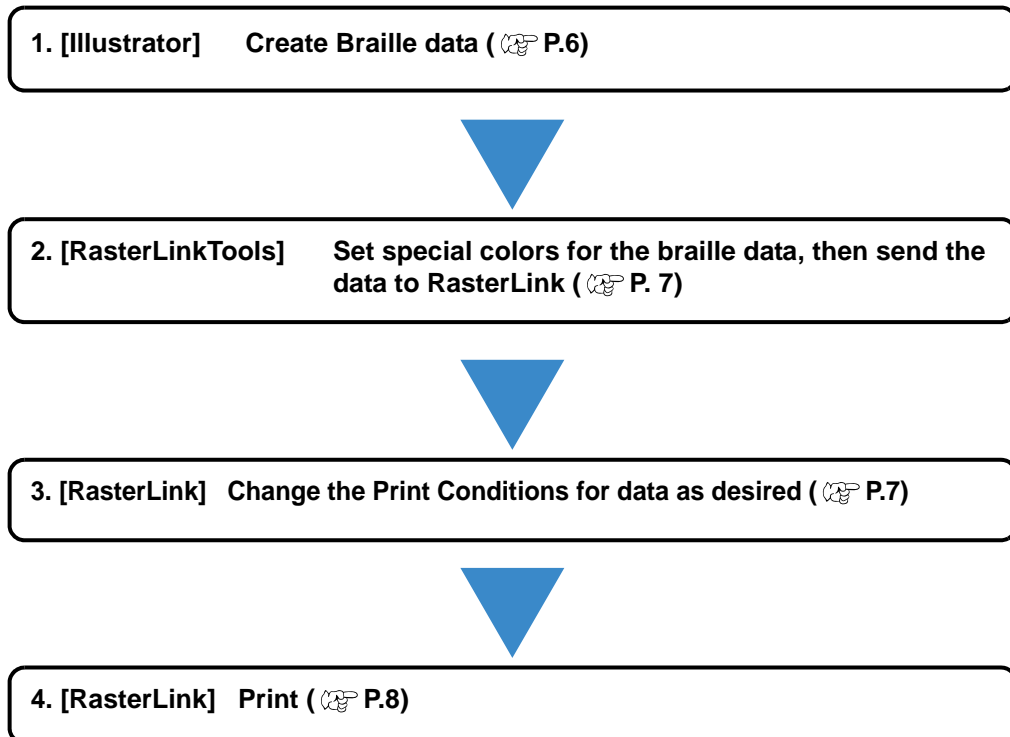 1. [Illustrator] Create Braille data ( P.6)
2. [RasterLinkTools] Set special colors for the braille data, then send the
data to RasterLink ( P. 7)
3. [RasterLink] Change the Print Conditions for data as desired ( P.7)
4. [RasterLink] Print ( P.8)